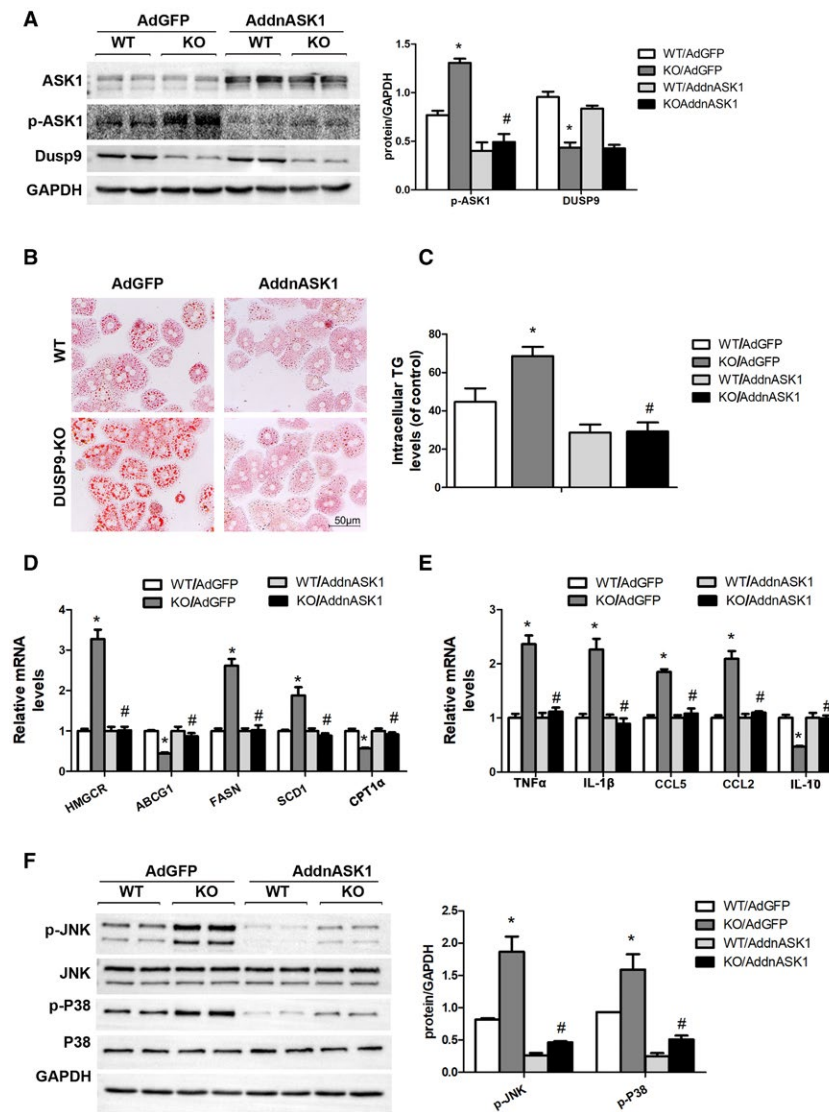 A
AdGFP AddnASK1
WT KO WT KO
ASK1
p-ASK1
Dusp9
GAPDH
protein/GAPDH
1.5
1.0
0.5
0.0
* # *
p-ASK1 DUSP9
WT/AdGFP
KO/AdGFP
WT/AddnASK1
KOAddnASK1
B
AdGFP AddnASK1
WT
DUSP9-KO
50µm
C
Intracellular TG
levels (of control)
80
60
40
20
0
* #
WT/AdGFP
KO/AdGFP
WT/AddnASK1
KO/AddnASK1
D
WT/AdGFP WT/AddnASK1
KO/AdGFP KO/AddnASK1
Relative mRNA
levels
4
3
2
1
0
* # * # * # * # * #
HMGCR ABCG1 FASN SCD1 CPT1α
E
WT/AdGFP WT/AddnASK1
KO/AdGFP KO/AddnASK1
Relative mRNA
levels
3
2
1
0
* # * # * # * # * #
TNFα IL-1β CCL5 CCL2 IL-10
F
AdGFP AddnASK1
WT KO WT KO
p-JNK
JNK
p-P38
P38
GAPDH
protein/GAPDH
2.5
2.0
1.5
1.0
0.5
0.0
* # * #
p-JNK p-P38
WT/AdGFP
KO/AdGFP
WT/AddnASK1
KO/AddnASK1